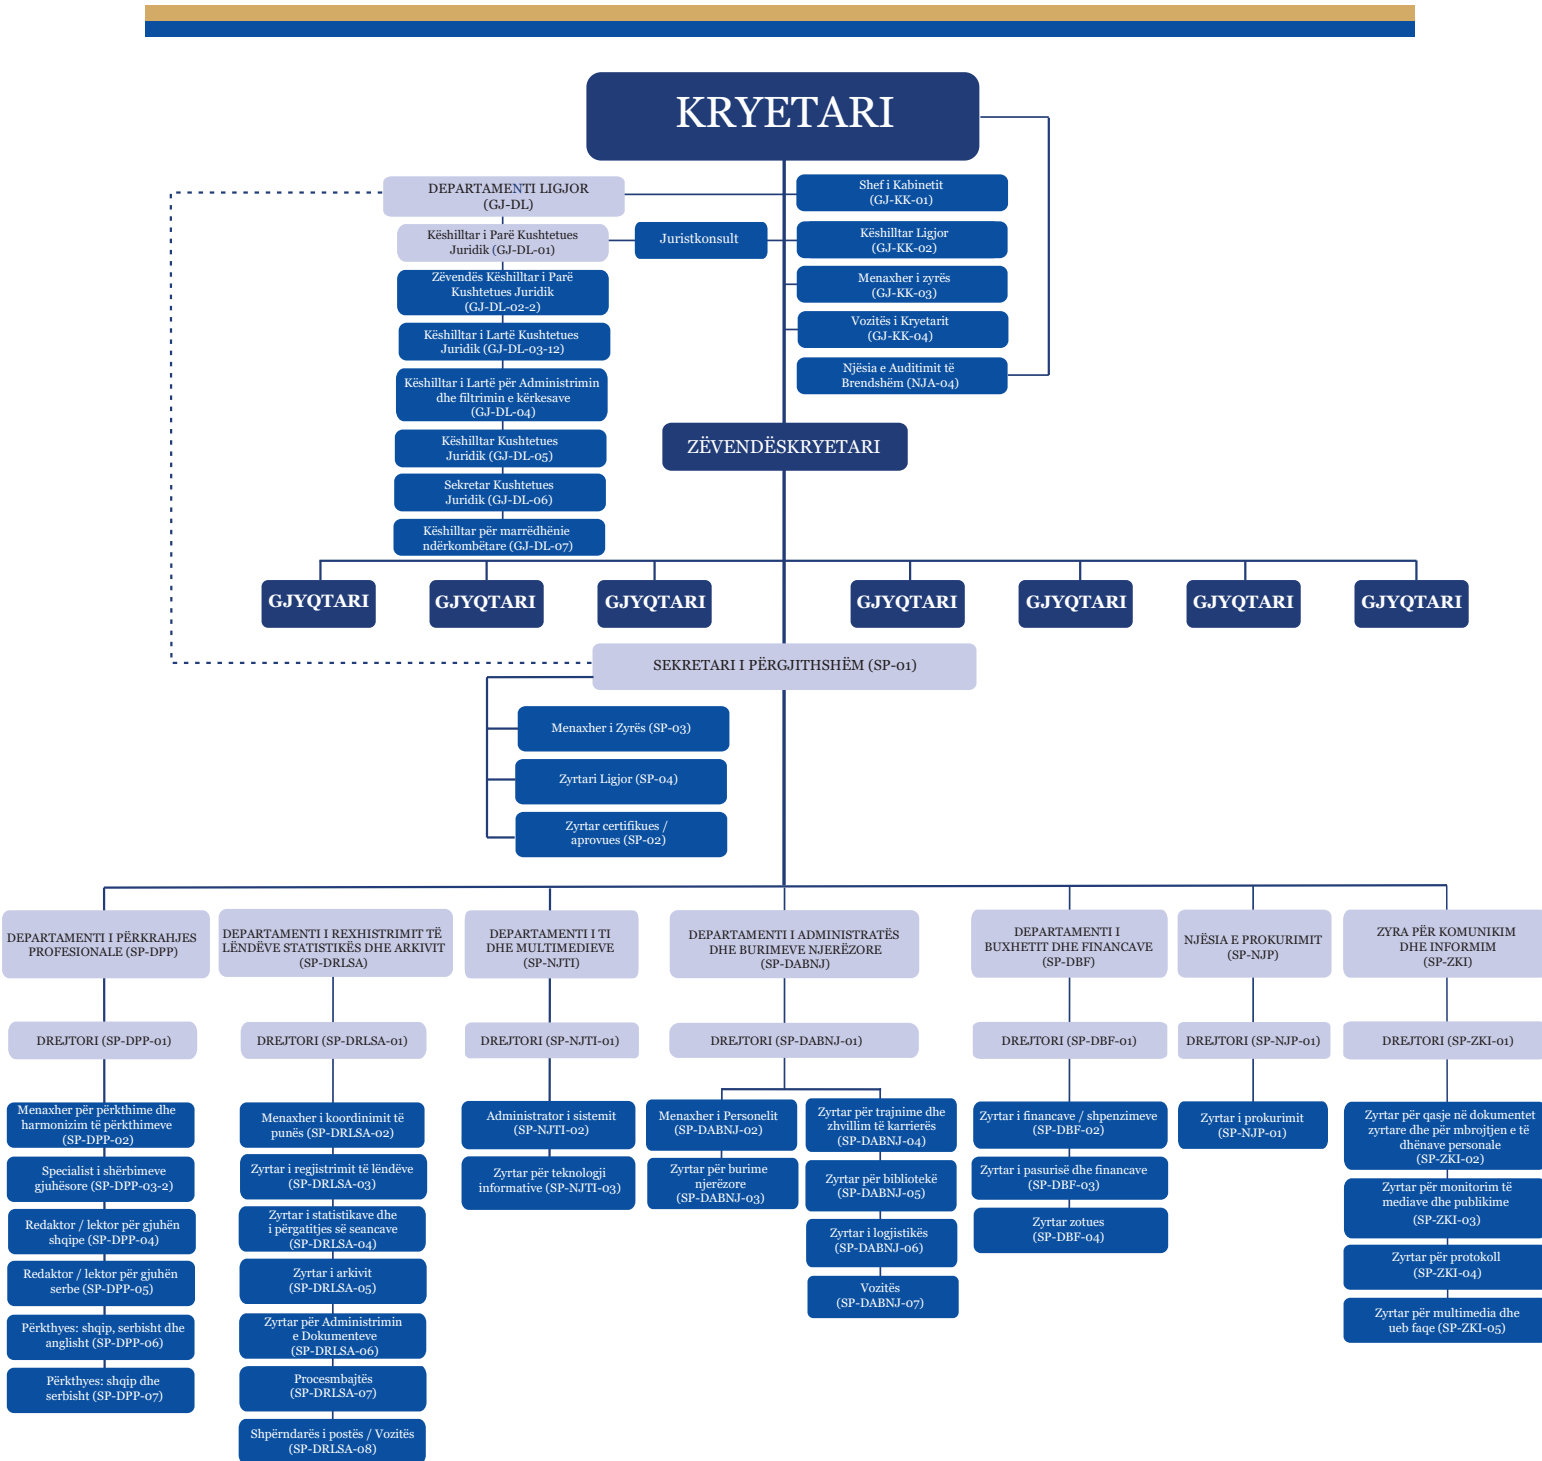 KRYETARI
DEPARTAMENTI LIGJOR
(GJ-DL)
Këshilltar i Parë Kushtetues
Juridik (GJ-DL-01)
Zëvendës Këshilltar i Parë
Kushtetues Juridik
(GJ-DL-02-2)
Këshilltar i Lartë Kushtetues
Juridik (GJ-DL-03-12)
Këshilltar i Lartë për Administrimin
dhe filtrimin e kërkesave
(GJ-DL-04)
Këshilltar Kushtetues
Juridik (GJ-DL-05)
Sekretar Kushtetues
Juridik (GJ-DL-06)
Këshilltar për marrëdhënie
ndërkombëtare (GJ-DL-07)
Juristkonsult
Shef i Kabinetit
(GJ-KK-01)
Këshilltar Ligjor
(GJ-KK-02)
Menaxher i zyrës
(GJ-KK-03)
Vozitës i Kryetarit
(GJ-KK-04)
Njësia e Auditimit të
Brendshëm (NJA-04)
ZËVENDËSKRYETARI
GJYQTARI
GJYQTARI
GJYQTARI
GJYQTARI
GJYQTARI
GJYQTARI
GJYQTARI
SEKRETARI I PËRGJITHSHËM (SP-01)
Menaxher i Zyrës (SP-03)
Zyrtari Ligjor (SP-04)
Zyrtar certifikues /
aprovues (SP-02)
DEPARTAMENTI I PËRKRAHJES
PROFESIONALE (SP-DPP)
DREJTORI (SP-DPP-01)
Menaxher për përkthime dhe
harmonizim të përkthimeve
(SP-DPP-02)
Specialist i shërbimeve
gjuhësore (SP-DPP-03-2)
Redaktor / lektor për gjuhën
shqipe (SP-DPP-04)
Redaktor / lektor për gjuhën
serbe (SP-DPP-05)
Përkthyes: shqip, serbisht dhe
anglisht (SP-DPP-06)
Përkthyes: shqip dhe
serbisht (SP-DPP-07)
DEPARTAMENTI I REXHISTRIMIT TË
LËNDËVE STATISTIKËS DHE ARKIVIT
(SP-DRLSA)
DREJTORI (SP-DRLSA-01)
Menaxher i koordinimit të
punës (SP-DRLSA-02)
Zyrtar i regjistrimit të lëndëve
(SP-DRLSA-03)
Zyrtar i statistikave dhe
i përgatitjes së seancave
(SP-DRLSA-04)
Zyrtar i arkivit
(SP-DRLSA-05)
Zyrtar për Administrimin
e Dokumenteve
(SP-DRLSA-06)
Procesmbajtës
(SP-DRLSA-07)
Shpërndarës i postës / Vozitës
(SP-DRLSA-08)
DEPARTAMENTI I TI
DHE MULTIMEDIEVE
(SP-NJTI)
DREJTORI (SP-NJTI-01)
Administrator i sistemit
(SP-NJTI-02)
Zyrtar për teknologji
informative (SP-NJTI-03)
DEPARTAMENTI I ADMINISTRATËS
DHE BURIMEVE NJERËZORE
(SP-DABNJ)
DREJTORI (SP-DABNJ-01)
Menaxher i Personelit
(SP-DABNJ-02)
Zyrtar për burime
njerëzore
(SP-DABNJ-03)
Zyrtar për trajnime dhe
zhvillim të karrierës
(SP-DABNJ-04)
Zyrtar për bibliotekë
(SP-DABNJ-05)
Zyrtar i logjistikës
(SP-DABNJ-06)
Vozitës
(SP-DABNJ-07)
DEPARTAMENTI I
BUXHETIT DHE FINANCAVE
(SP-DBF)
DREJTORI (SP-DBF-01)
Zyrtar i financave / shpenzimeve
(SP-DBF-02)
Zyrtar i pasurisë dhe financave
(SP-DBF-03)
Zyrtar zotues
(SP-DBF-04)
NJËSIA E PROKURIMIT
(SP-NJP)
DREJTORI (SP-NJP-01)
Zyrtar i prokurimit
(SP-NJP-01)
ZYRA PËR KOMUNIKIM
DHE INFORMIM
(SP-ZKI)
DREJTORI (SP-ZKI-01)
Zyrtar për qasje në dokumentet
zyrtare dhe për mbrojtjen e të
dhënave personale
(SP-ZKI-02)
Zyrtar për monitorim të
mediave dhe publikime
(SP-ZKI-03)
Zyrtar për protokoll
(SP-ZKI-04)
Zyrtar për multimedia dhe
ueb faqe (SP-ZKI-05)